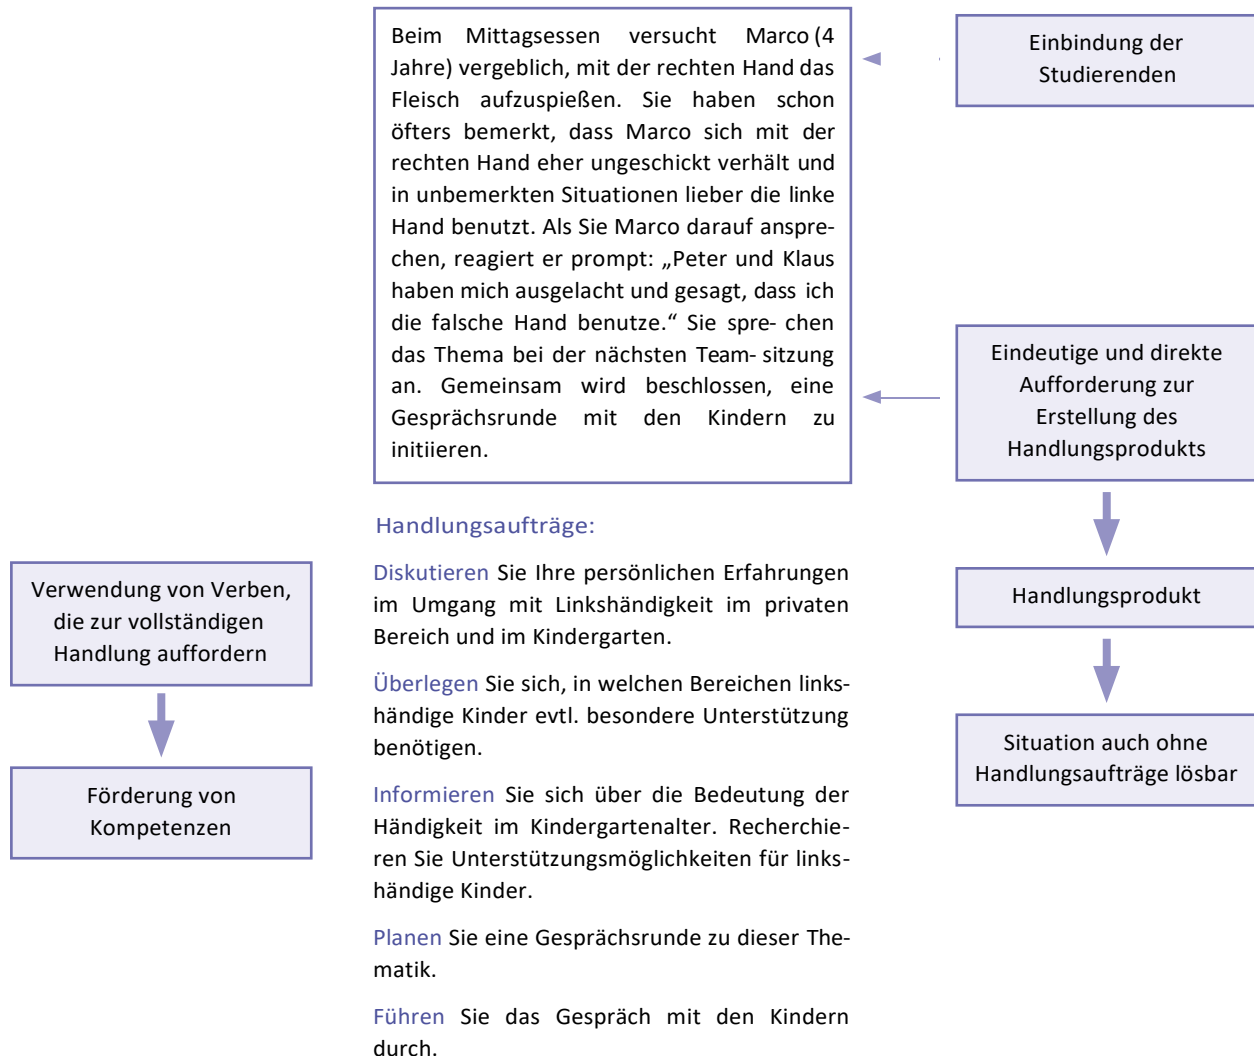 Beim Mittagsessen versucht Marco (4
Jahre) vergeblich, mit der rechten Hand das
Fleisch aufzuspießen. Sie haben schon
öfters bemerkt, dass Marco sich mit der
rechten Hand eher ungeschickt verhält und
in unbemerkten Situationen lieber die linke
Hand benutzt. Als Sie Marco darauf anspre-
chen, reagiert er prompt: „Peter und Klaus
haben mich ausgelacht und gesagt, dass ich
die falsche Hand benutze.“ Sie spre- chen
das Thema bei der nächsten Team- sitzung
an. Gemeinsam wird beschlossen, eine
Gesprächsrunde mit den Kindern zu
initiieren.
Einbindung der
Studierenden
Eindeutige und direkte
Aufforderung zur
Erstellung des
Handlungsprodukts
Handlungsprodukt
Situation auch ohne
Handlungsaufträge lösbar
Handlungsaufträge:
Diskutieren Sie Ihre persönlichen Erfahrungen
im Umgang mit Linkshändigkeit im privaten
Bereich und im Kindergarten.
Überlegen Sie sich, in welchen Bereichen links-
händige Kinder evtl. besondere Unterstützung
benötigen.
Informieren Sie sich über die Bedeutung der
Händigkeit im Kindergartenalter. Recherchie-
ren Sie Unterstützungsmöglichkeiten für links-
händige Kinder.
Planen Sie eine Gesprächsrunde zu dieser The-
matik.
Führen Sie das Gespräch mit den Kindern
durch.
Verwendung von Verben,
die zur vollständigen
Handlung auffordern
Förderung von
Kompetenzen